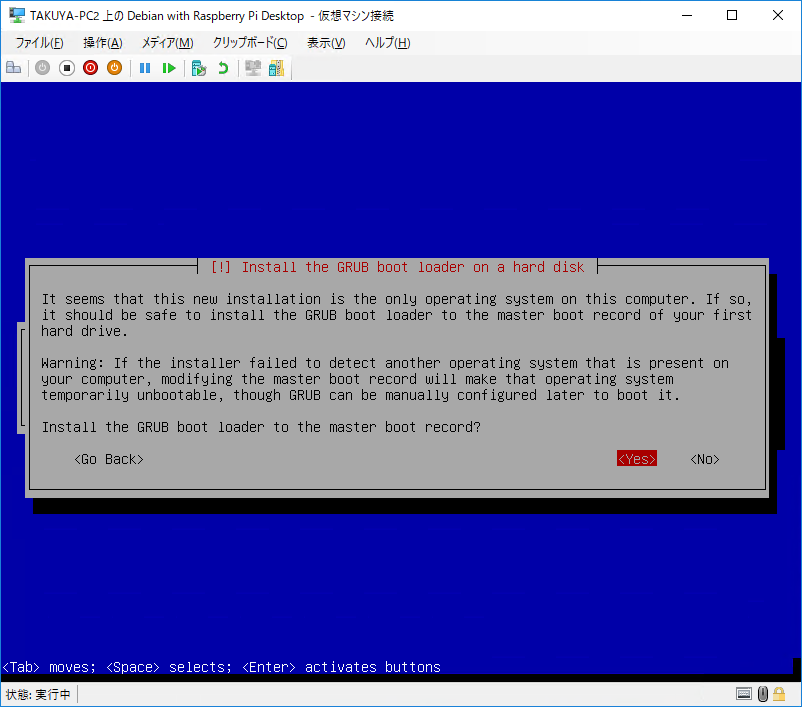 TAKUYA-PC2 上の Debian with Raspberry Pi Desktop - 仮想マシン接続
ファイル(F) 操作(A) メディア(M) クリップボード(C) 表示(V) ヘルプ(H)
[!] Install the GRUB boot loader on a hard disk
It seems that this new installation is the only operating system on this computer. If so,
it should be safe to install the GRUB boot loader to the master boot record of your first
hard drive.
Warning: If the installer failed to detect another operating system that is present on
your computer, modifying the master boot record will make that operating system
temporarily unbootable, though GRUB can be manually configured later to boot it.
Install the GRUB boot loader to the master boot record?
<Go Back> <Yes> <No>
<Tab> moves; <Space> selects; <Enter> activates buttons
状態: 実行中